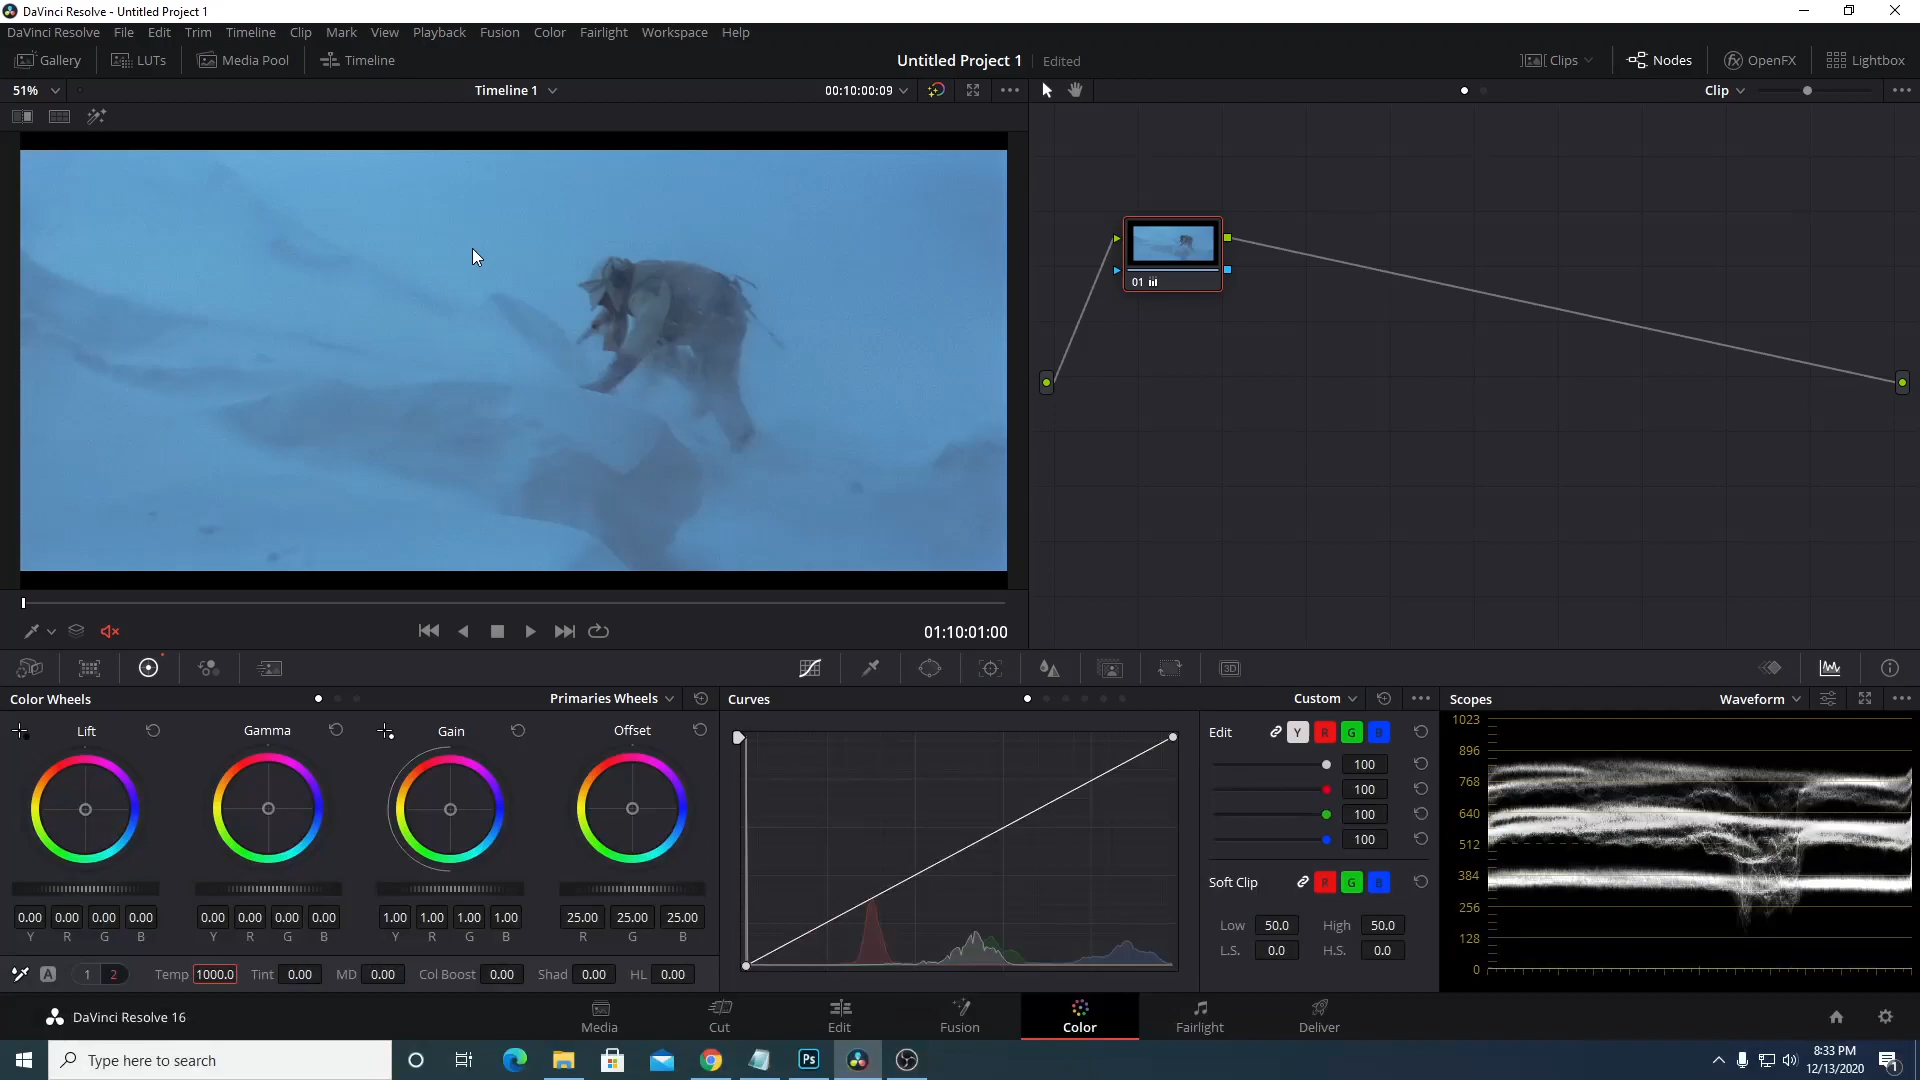 DaVinci Resolve - Untitled Project 1
DaVinci Resolve File Edit Trim Timeline Clip Mark View Playback Fusion Color Fairlight Workspace Help
Gallery LUTs Media Pool Timeline Untitled Project 1 Edited Clips Nodes fx OpenFX Lightbox
51% Timeline 1 00:10:00:09 Clip
01
01:10:01:00
3D
Color Wheels Primaries Wheels Curves Custom Scopes Waveform
Lift Gamma Gain Offset Edit Y R G B
1023
896
768
640
512
384
256
128
0
100
100
100
100
Soft Clip R G B
Low 50.0 High 50.0
L.S. 0.0 H.S. 0.0
0.00 0.00 0.00 0.00 0.00 0.00 0.00 0.00 1.00 1.00 1.00 1.00 25.00 25.00 25.00
Y R G B Y R G B Y R G B R G B
A 1 2 Temp 1000.0 Tint 0.00 MD 0.00 Col Boost 0.00 Shad 0.00 HL 0.00
DaVinci Resolve 16 Media Cut Edit Fusion Color Fairlight Deliver
Type here to search Ps 8:33 PM
12/13/2020 1